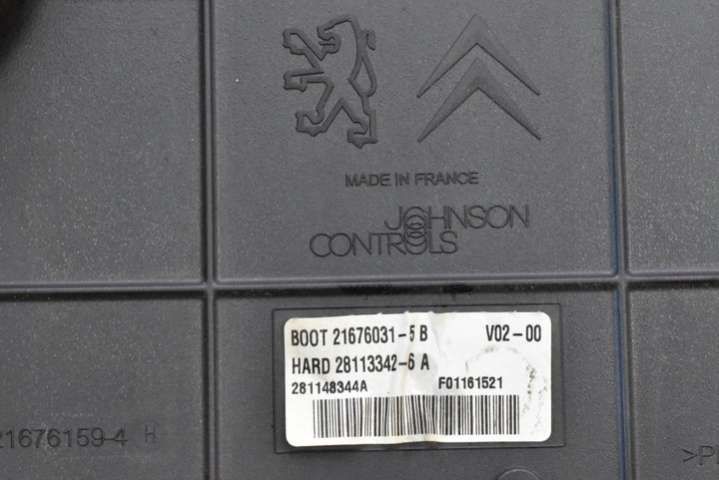 MADE IN FRANCE
JOHNSON
CONTROLS
BOOT 21676031-5 B V02-00
HARD 28113342-6 A
281148344A F01161521
21676159-4 H